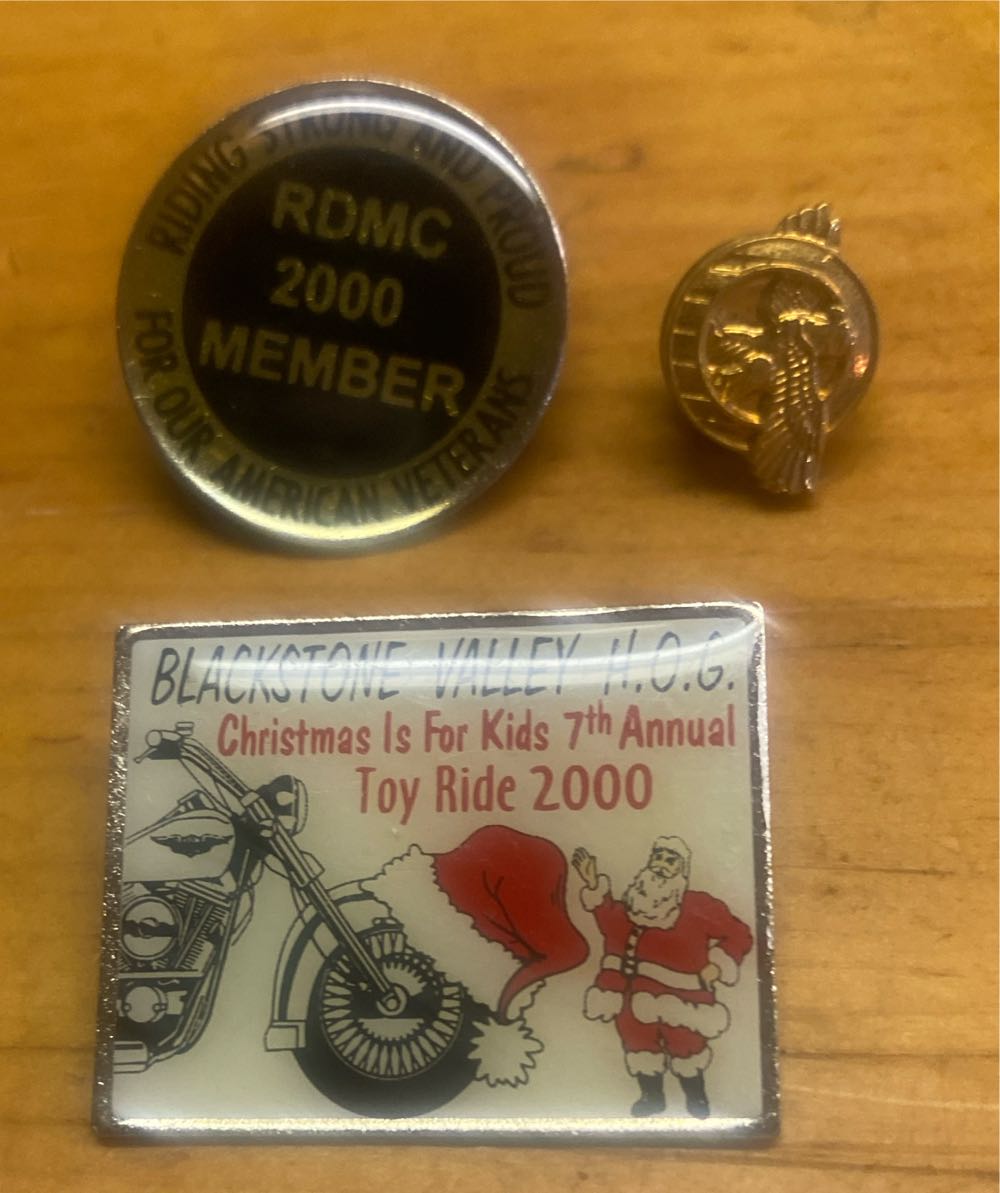 RIDING STRONG AND PROUD
RDMC
2000
MEMBER
FOR OUR AMERICAN VETERANS
BLACKSTONE VALLEY H.O.G.
Christmas Is For Kids 7th Annual
Toy Ride 2000